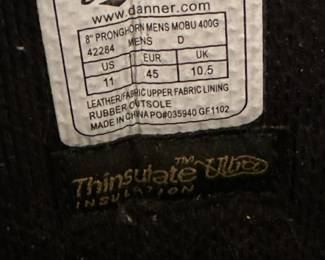 www.danner.com
8" PRONGHORN MENS MOBU 400G
42284 MENS D
US EUR UK
11 45 10.5
LEATHER/FABRIC UPPER FABRIC LINING
RUBBER OUTSOLE
MADE IN CHINA PO#035940 GF1102
Thinsulate™ Ultra
INSULATION